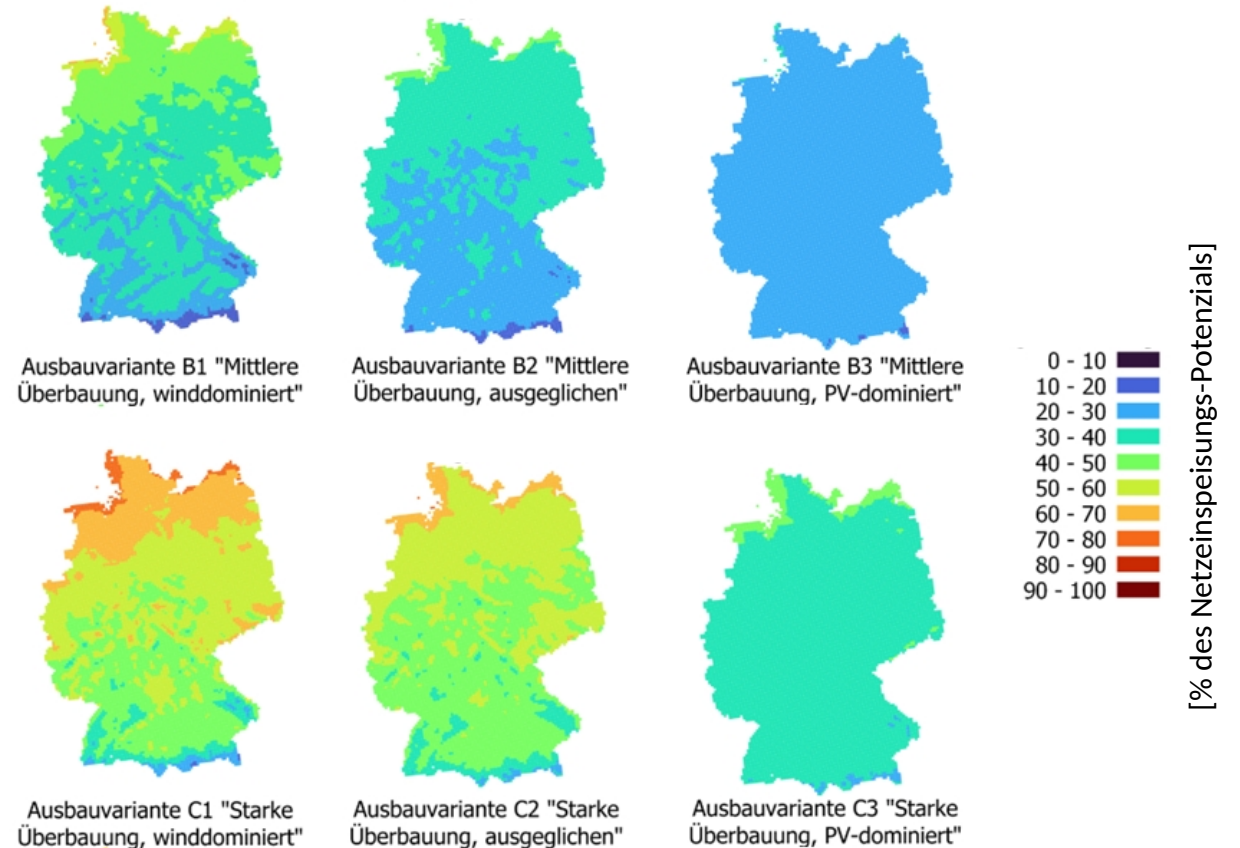 Ausbauvariante B1 "Mittlere
Überbauung, winddominiert"
Ausbauvariante B2 "Mittlere
Überbauung, ausgeglichen"
Ausbauvariante B3 "Mittlere
Überbauung, PV-dominiert"
Ausbauvariante C1 "Starke
Überbauung, winddominiert"
Ausbauvariante C2 "Starke
Überbauung, ausgeglichen"
Ausbauvariante C3 "Starke
Überbauung, PV-dominiert"
0 - 10
10 - 20
20 - 30
30 - 40
40 - 50
50 - 60
60 - 70
70 - 80
80 - 90
90 - 100
[% des Netzeinspeisungs-Potenzials]